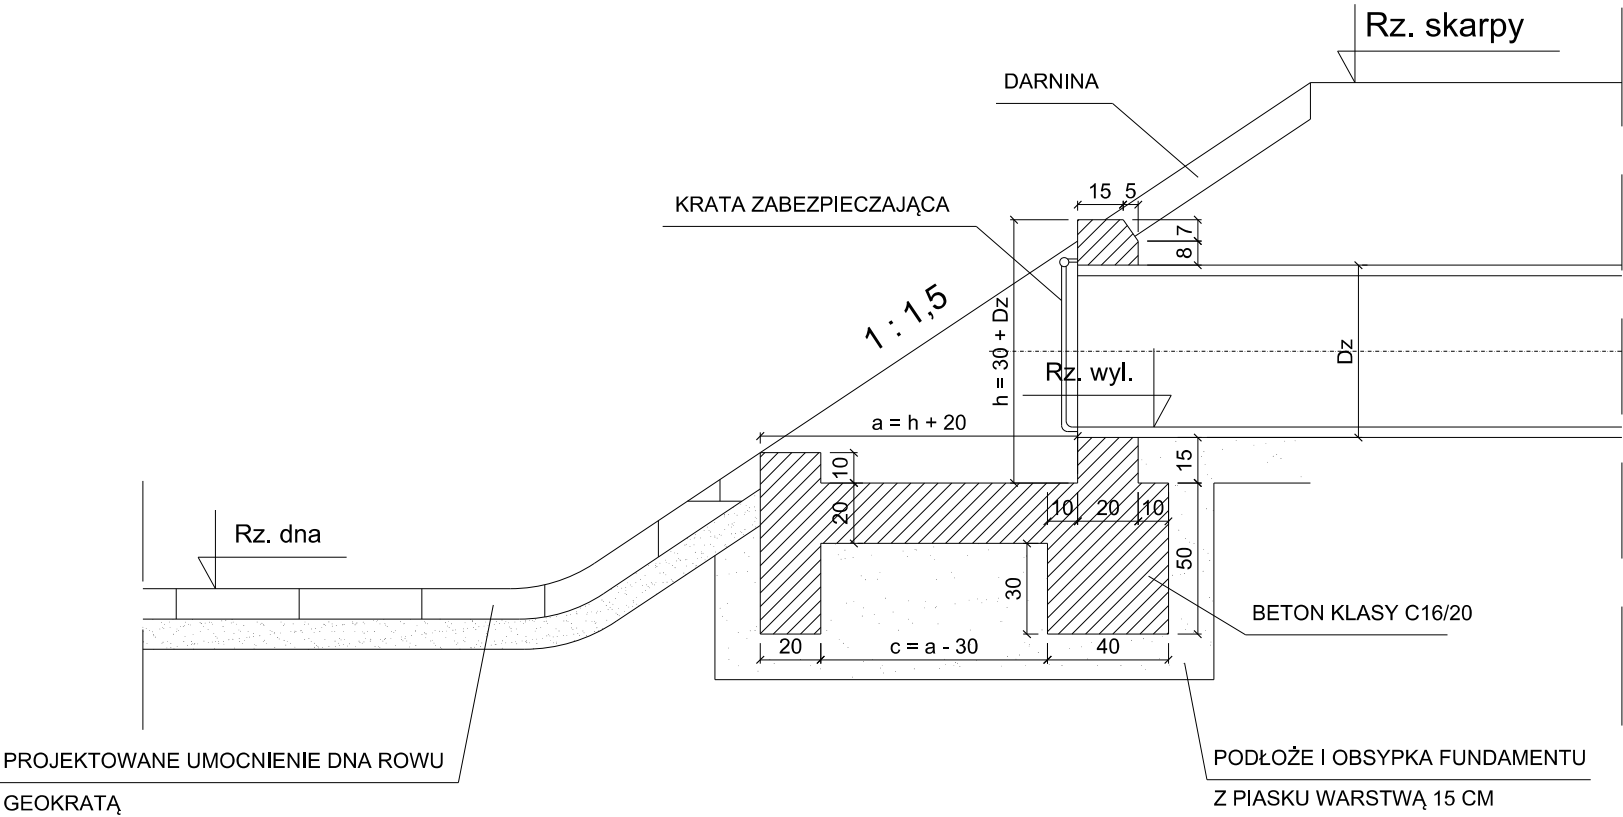 Rz. skarpy
DARNINA
15 5
KRATA ZABEZPIECZAJĄCA
7
8
1 : 1,5
h = 30 + Dz
Dz
Rz. wyl.
a = h + 20
10
15
20
10 20 10
Rz. dna
50
30
BETON KLASY C16/20
20 c = a - 30 40
PROJEKTOWANE UMOCNIENIE DNA ROWU
GEOKRATĄ
PODŁOŻE I OBSYPKA FUNDAMENTU
Z PIASKU WARSTWĄ 15 CM